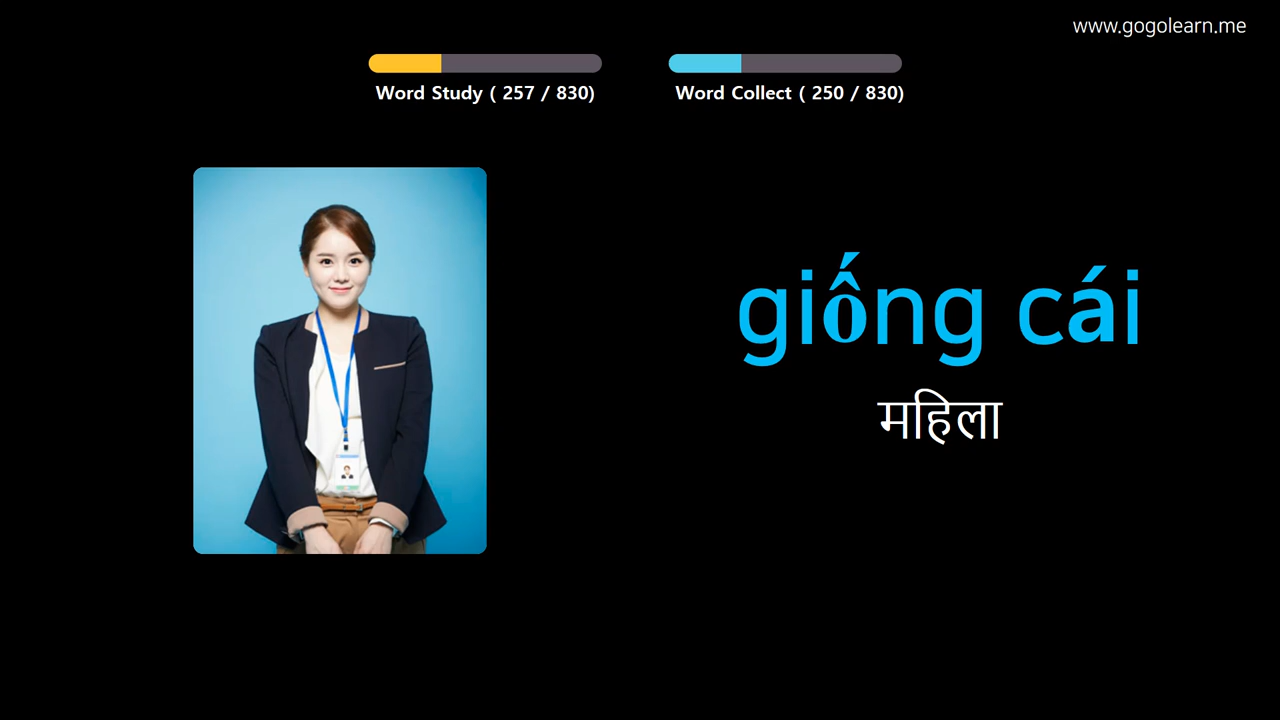 www.gogolearn.me
Word Study ( 257 / 830)
Word Collect ( 250 / 830)
giống cái
महिला